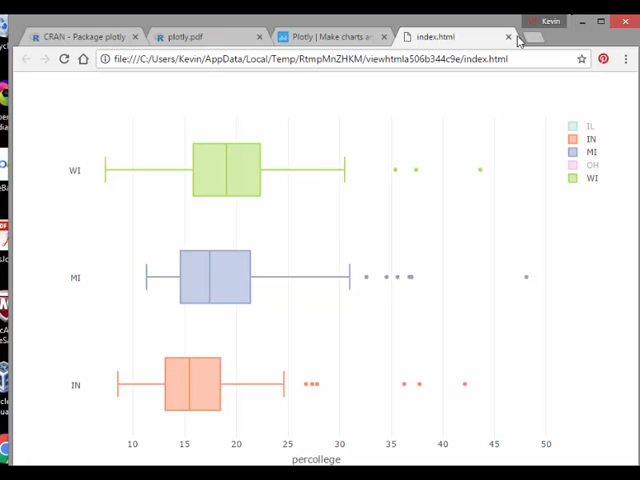 Kevin
CRAN - Package plotly
plotly.pdf
Plotly | Make charts an
index.html
file:///C:/Users/Kevin/AppData/Local/Temp/RtmpMnZHKM/viewhtmla506b344c9e/index.html
IL
IN
MI
OH
WI
WI
MI
IN
10 15 20 25 30 35 40 45 50
percollege